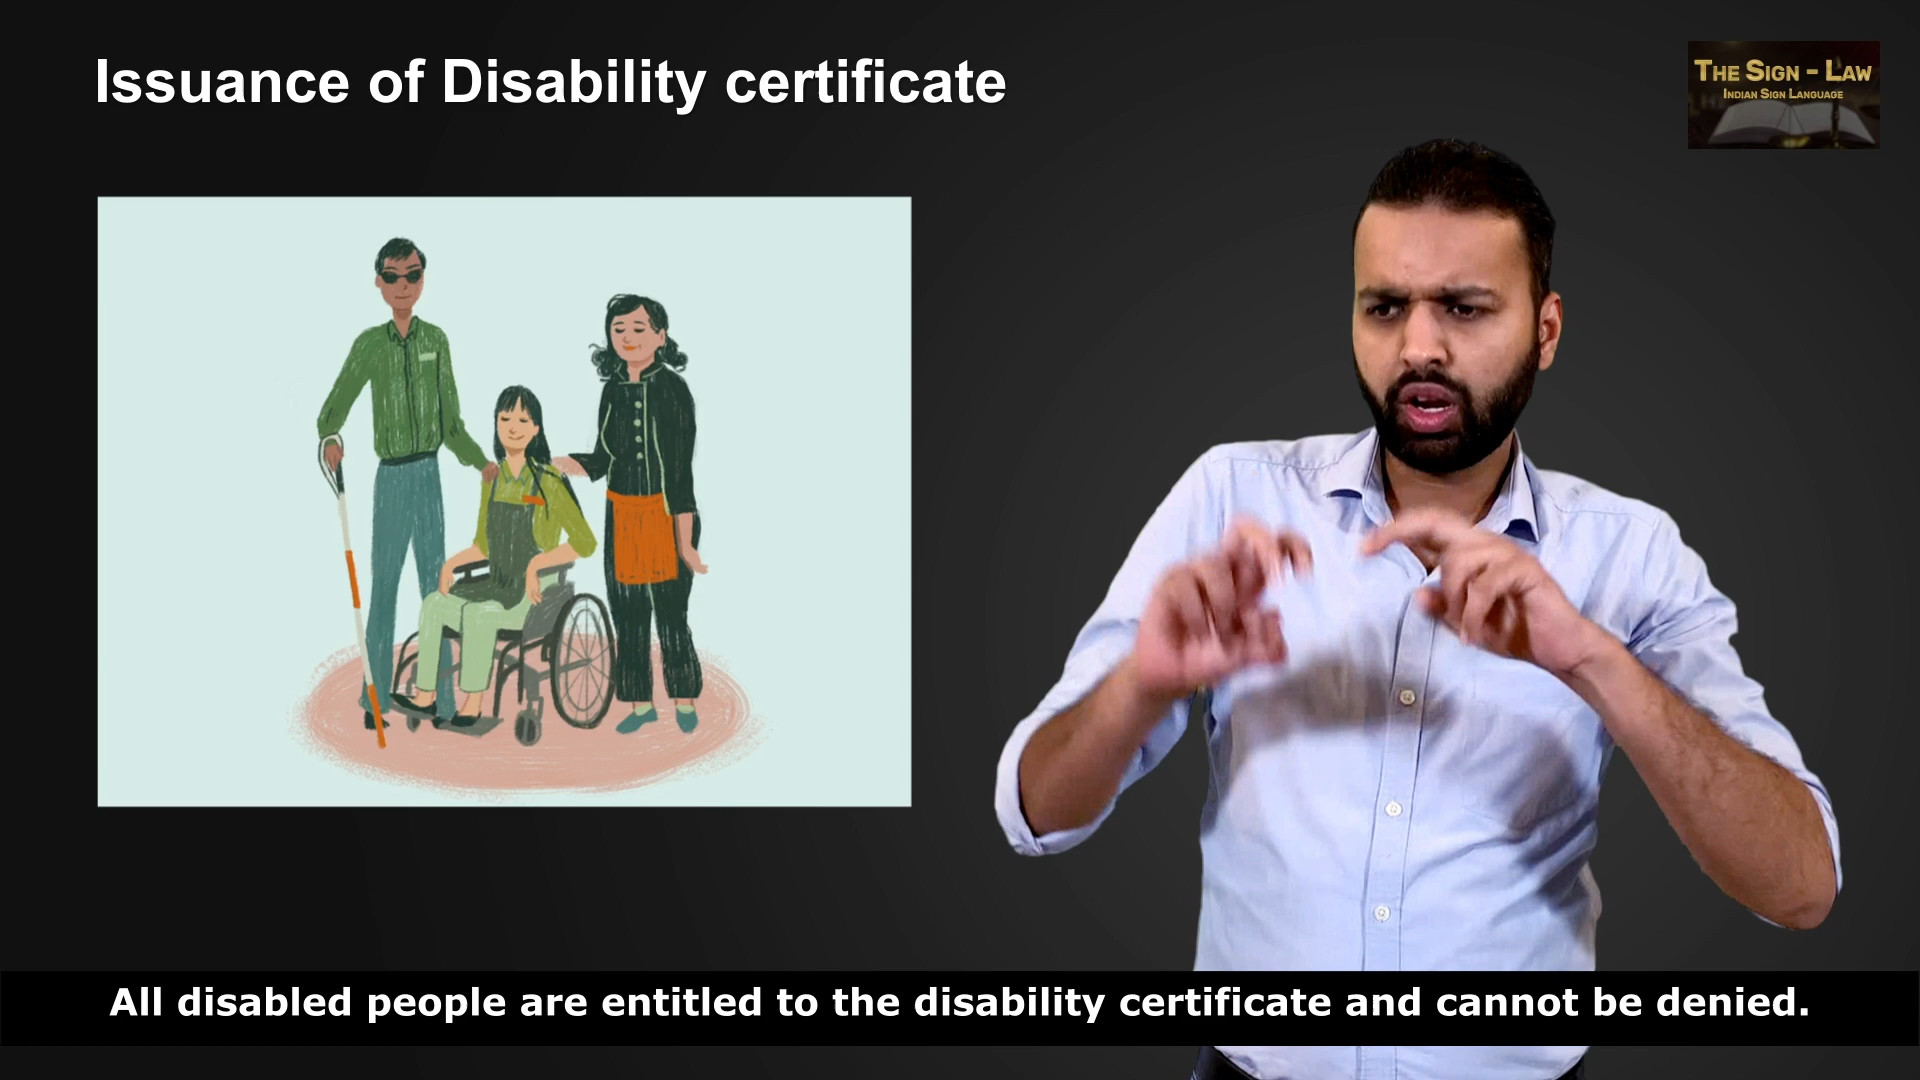 Issuance of Disability certificate
THE SIGN - LAW
INDIAN SIGN LANGUAGE
All disabled people are entitled to the disability certificate and cannot be denied.